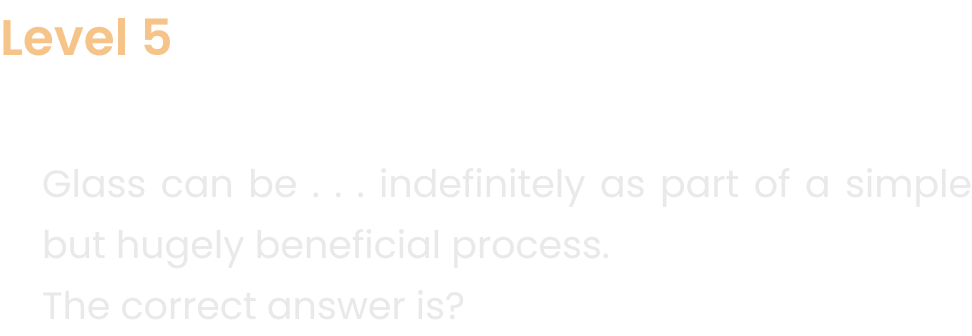 Level 5
Glass can be . . . indefinitely as part of a simple
but hugely beneficial process.
The correct answer is?